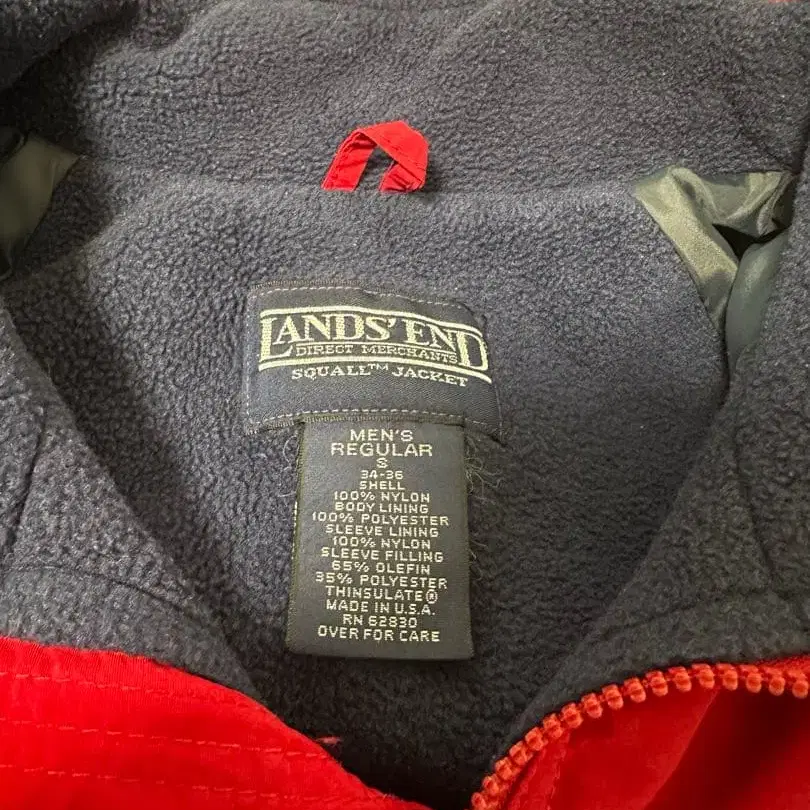 LANDS' END
DIRECT MERCHANTS
SQUALL™ JACKET
MEN'S
REGULAR
S
34-36
SHELL
100% NYLON
BODY LINING
100% POLYESTER
SLEEVE LINING
100% NYLON
SLEEVE FILLING
65% OLEFIN
35% POLYESTER
THINSULATE®
MADE IN U.S.A.
RN 62830
OVER FOR CARE